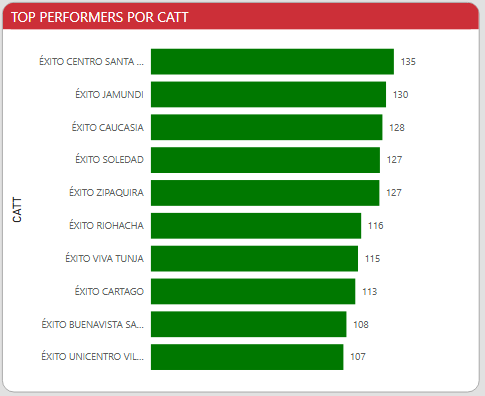 TOP PERFORMERS POR CATT
ÉXITO CENTRO SANTA ... 135
ÉXITO JAMUNDI 130
ÉXITO CAUCASIA 128
ÉXITO SOLEDAD 127
ÉXITO ZIPAQUIRA 127
CATT
ÉXITO RIOHACHA 116
ÉXITO VIVA TUNJA 115
ÉXITO CARTAGO 113
ÉXITO BUENAVISTA SA... 108
ÉXITO UNICENTRO VIL... 107